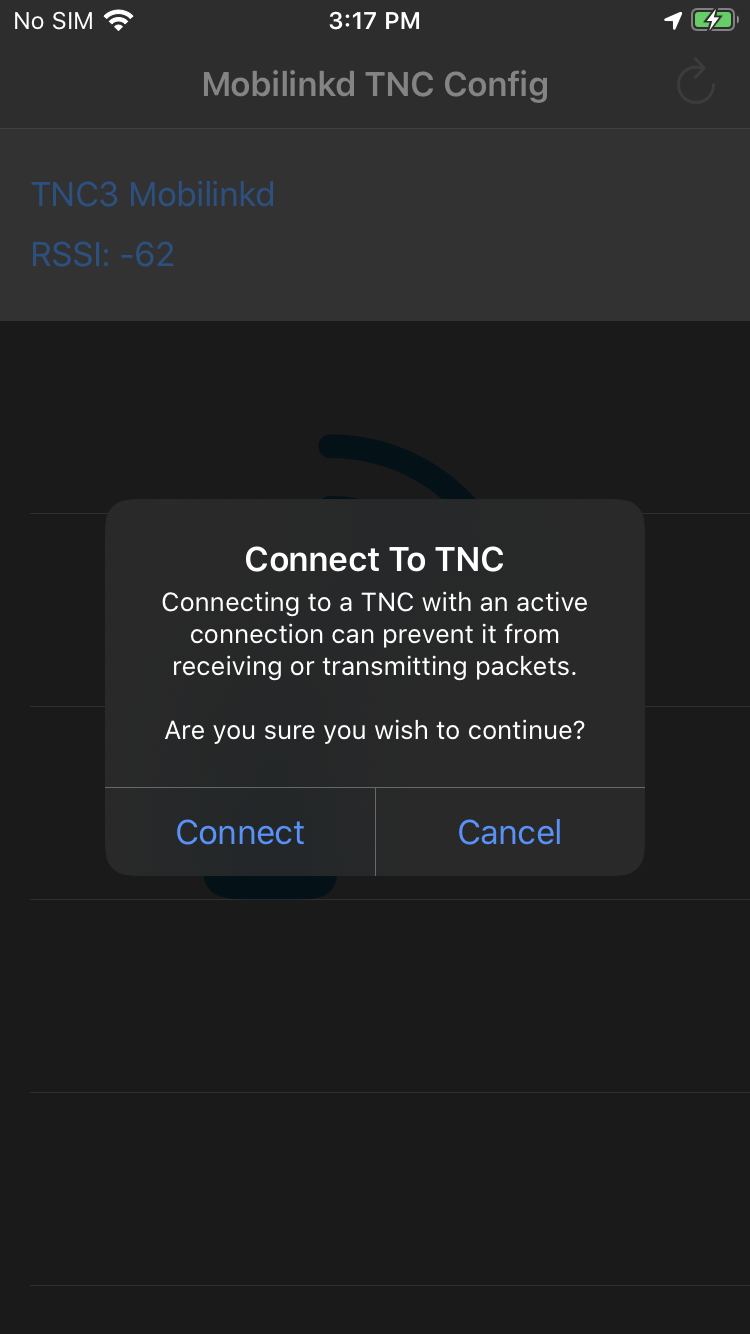 No SIM 3:17 PM
Mobilinkd TNC Config
TNC3 Mobilinkd
RSSI: -62
Connect To TNC
Connecting to a TNC with an active
connection can prevent it from
receiving or transmitting packets.
Are you sure you wish to continue?
Connect Cancel